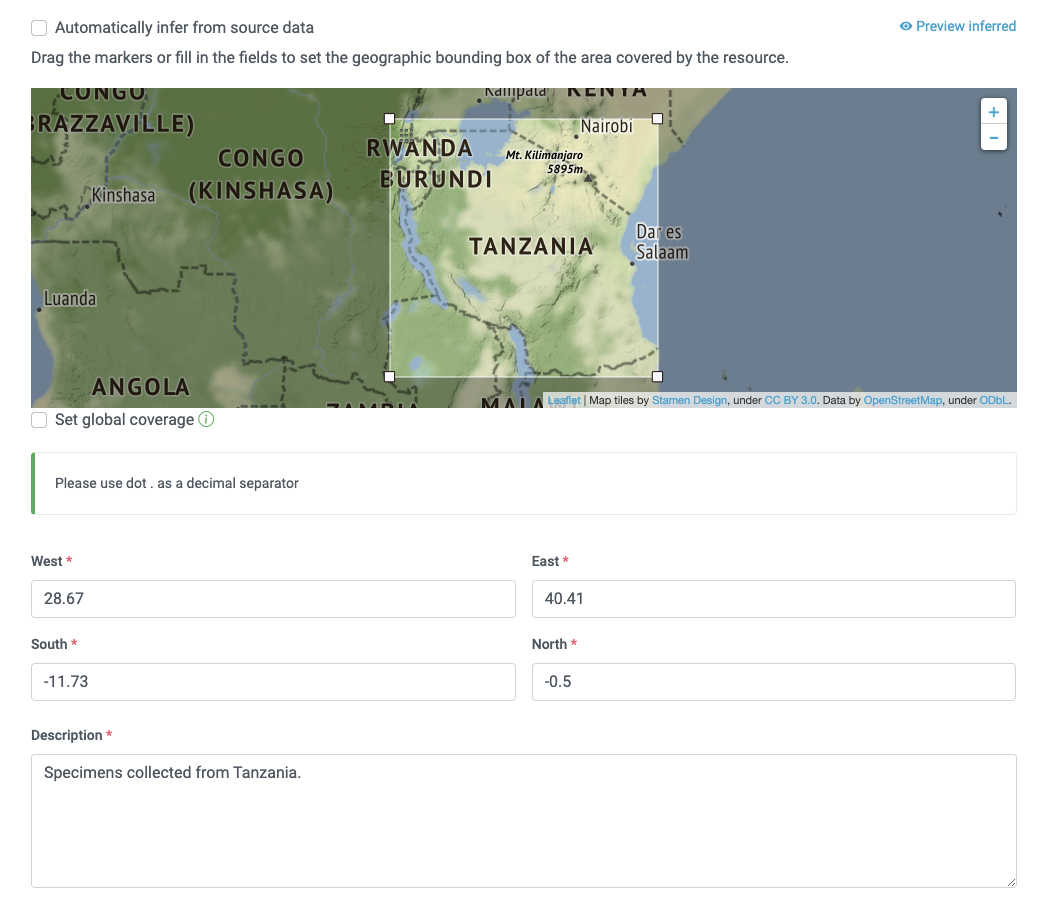 Automatically infer from source data
Preview inferred
Drag the markers or fill in the fields to set the geographic bounding box of the area covered by the resource.
CONGO
BRAZZAVILLE)
Kampala
KENYA
Nairobi
RWANDA
Mt. Kilimanjaro
5895m
CONGO
(KINSHASA)
BURUNDI
Kinshasa
TANZANIA
Dar es
Salaam
Luanda
ANGOLA
ZAMBIA
MALA
+
−
Leaflet | Map tiles by Stamen Design, under CC BY 3.0. Data by OpenStreetMap, under ODbL.
Set global coverage
Please use dot . as a decimal separator
West *
East *
28.67
40.41
South *
North *
-11.73
-0.5
Description *
Specimens collected from Tanzania.